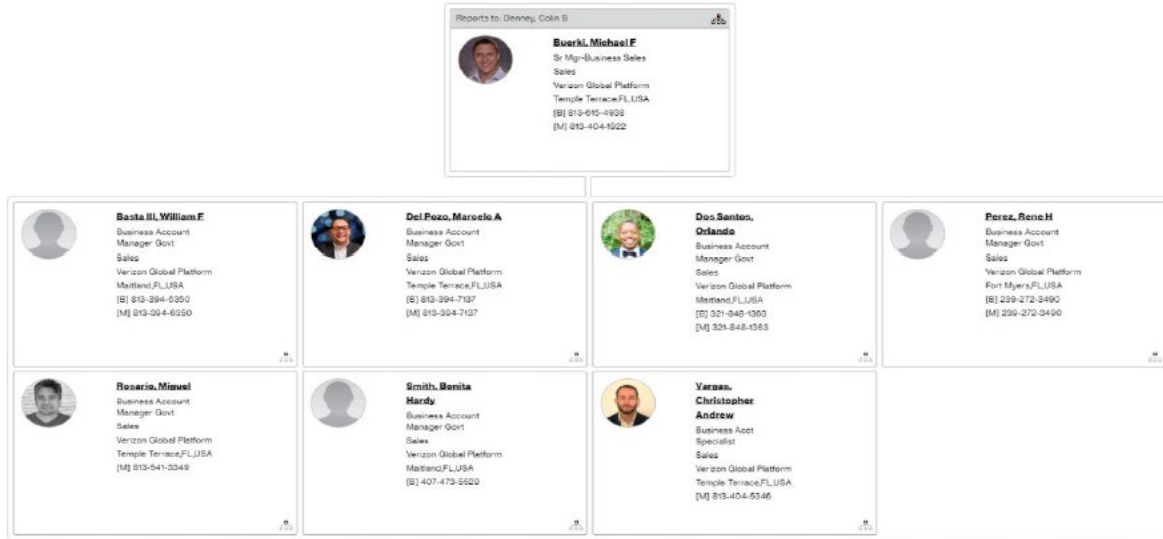 Reports to: Denney, Colin B
Buerki, Michael F
Sr Mgr-Business Sales
Sales
Verizon Global Platform
Temple Terrace,FL,USA
[B] 813-615-4938
[M] 813-404-1922
Basta III, William F
Business Account
Manager Govt
Sales
Verizon Global Platform
Maitland,FL,USA
[B] 813-394-6350
[M] 813-394-6350
Del Pozo, Marcelo A
Business Account
Manager Govt
Sales
Verizon Global Platform
Temple Terrace,FL,USA
[B] 813-394-7137
[M] 813-394-7137
Dos Santos,
Orlando
Business Account
Manager Govt
Sales
Verizon Global Platform
Maitland,FL,USA
[B] 321-848-1363
[M] 321-848-1363
Perez, Rene H
Business Account
Manager Govt
Sales
Verizon Global Platform
Fort Myers,FL,USA
[B] 239-272-3490
[M] 239-272-3490
Rosario, Miguel
Business Account
Manager Govt
Sales
Verizon Global Platform
Temple Terrace,FL,USA
[M] 813-541-3349
Smith, Bonita
Hardy
Business Account
Manager Govt
Sales
Verizon Global Platform
Maitland,FL,USA
[B] 407-473-5529
Vargas,
Christopher
Andrew
Business Acct
Specialist
Sales
Verizon Global Platform
Temple Terrace,FL,USA
[M] 813-404-5346